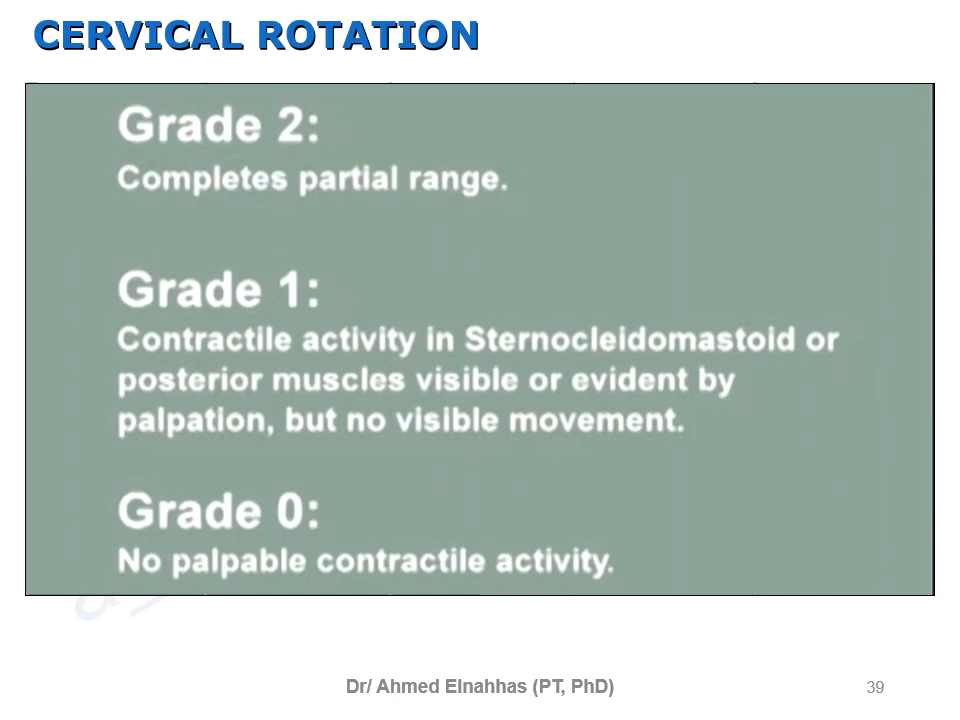 CERVICAL ROTATION
Grade 2:
Completes partial range.
Grade 1:
Contractile activity in Sternocleidomastoid or
posterior muscles visible or evident by
palpation, but no visible movement.
Grade 0:
No palpable contractile activity.
Dr/ Ahmed Elnahhas (PT, PhD)
39